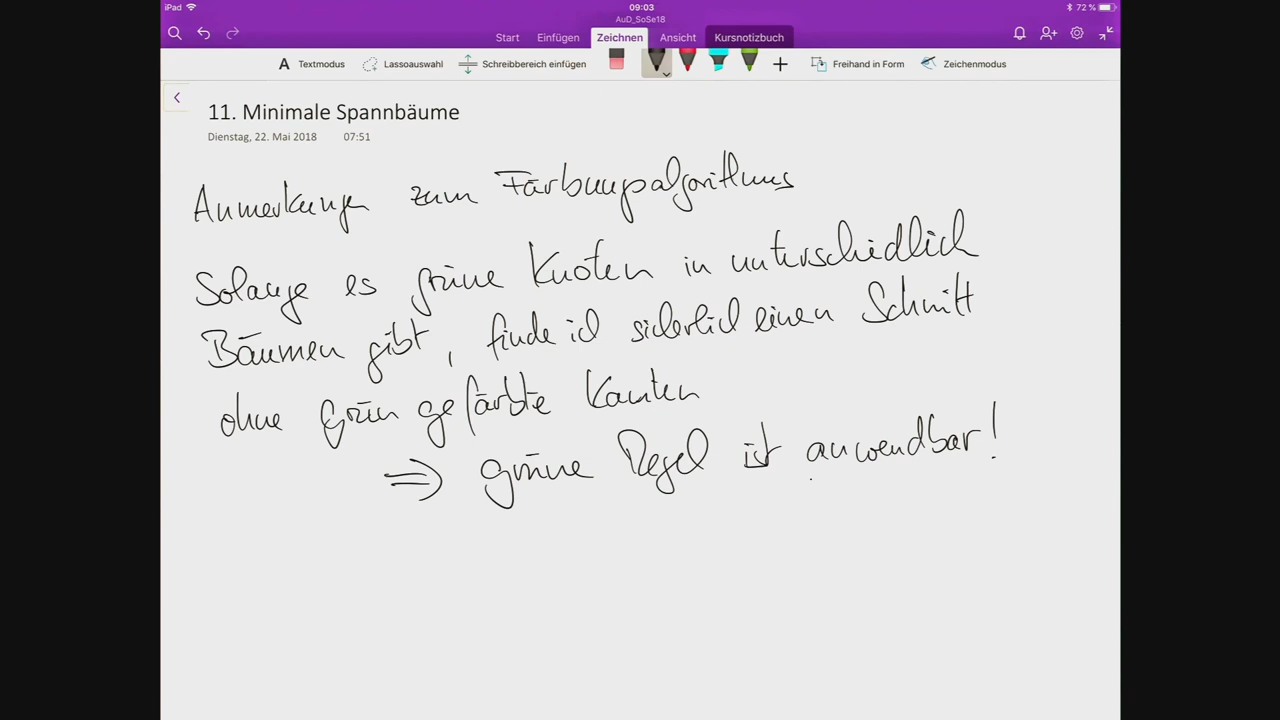 iPad 09:03 72 %
AuD_SoSe18
Start Einfügen Zeichnen Ansicht Kursnotizbuch
A Textmodus Lassoauswahl Schreibbereich einfügen Freihand in Form Zeichenmodus
11. Minimale Spannbäume
Dienstag, 22. Mai 2018 07:51
Anmerkungen zum Färbungsalgorithmus
Solange es grüne Knoten in unterschiedlich
Bäumen gibt, finde ich sicherlich einen Schnitt
ohne grün gefärbte Kanten
⇒ grüne Regel ist anwendbar!